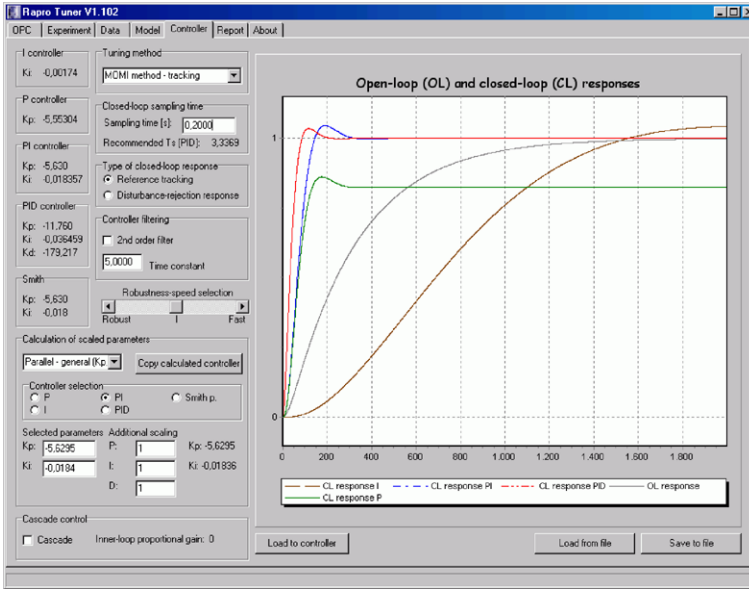 Rapro Tuner V1.102
OPC Experiment Data Model Controller Report About
I controller
Ki: -0,00174
P controller
Kp: -5,55304
PI controller
Kp: -5,630
Ki: -0,018357
PID controller
Kp: -11,760
Ki: -0,036459
Kd: -179,217
Smith
Kp: -5,630
Ki: -0,018
Tuning method
MOMI method - tracking
Closed-loop sampling time
Sampling time [s]: 0,2000
Recommended Ts (PID): 3,3369
Type of closed-loop response
Reference tracking
Disturbance-rejection response
Controller filtering
2nd order filter
5,0000 Time constant
Robustness-speed selection
Robust I Fast
Calculation of scaled parameters
Parallel - general (Kp Copy calculated controller
Controller selection
P PI Smith p.
I PID
Selected parameters Additional scaling
Kp: -5,6295 P: 1 Kp: -5,6295
Ki: -0,0184 I: 1 Ki: -0,01836
D: 1
Cascade control
Cascade Inner-loop proportional gain: 0
Open-loop (OL) and closed-loop (CL) responses
1
0
0 200 400 600 800 1.000 1.200 1.400 1.600 1.800
CL response I CL response PI CL response PID OL response
CL response P
Load to controller Load from file Save to file